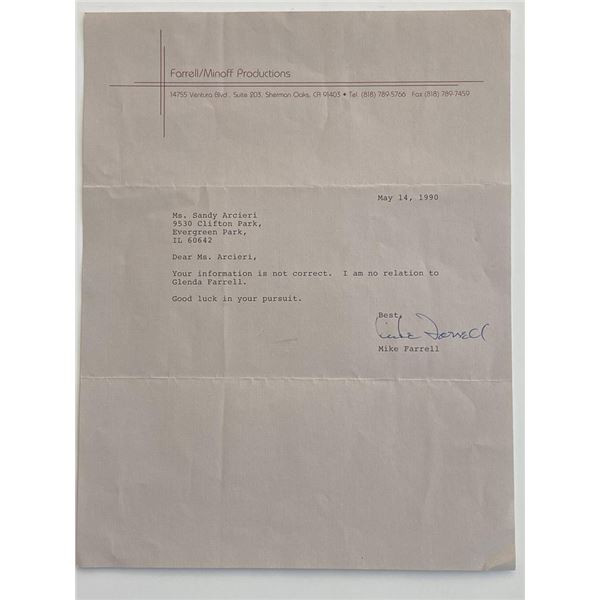 Farrell/Minoff Productions
14755 Ventura Blvd., Suite 203, Sherman Oaks, CA 91403 • Tel. (818) 789-5766 Fax (818) 789-7459
May 14, 1990
Ms. Sandy Arcieri
9530 Clifton Park,
Evergreen Park,
IL 60642
Dear Ms. Arcieri,
Your information is not correct. I am no relation to
Glenda Farrell.
Good luck in your pursuit.
Best,
Mike Farrell
Mike Farrell